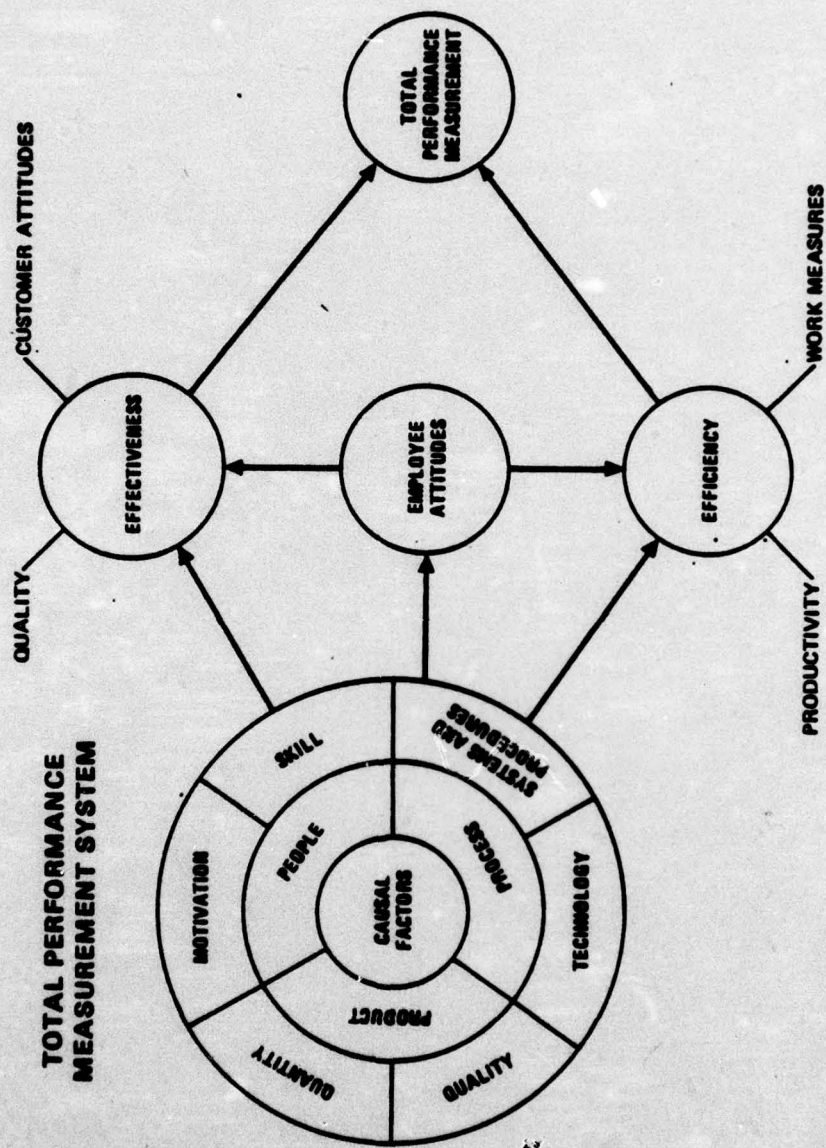 TOTAL PERFORMANCE
MEASUREMENT SYSTEM
QUALITY
CUSTOMER ATTITUDES
EFFECTIVENESS
MOTIVATION
SKILL
PEOPLE
CAUSAL
FACTORS
QUANTITY
PRODUCT
QUALITY
PROCESS
TECHNOLOGY
SYSTEMS AND
PROCEDURES
EMPLOYEE
ATTITUDES
TOTAL
PERFORMANCE
MEASUREMENT
EFFICIENCY
PRODUCTIVITY
WORK MEASURES